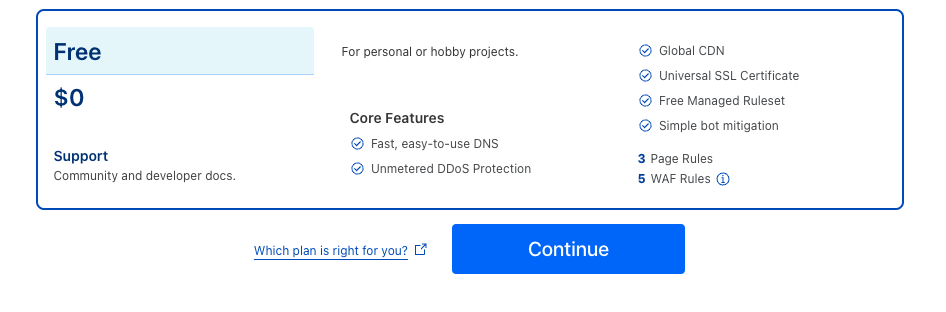 Free
$0
Support
Community and developer docs.
For personal or hobby projects.
Core Features
Fast, easy-to-use DNS
Unmetered DDoS Protection
Global CDN
Universal SSL Certificate
Free Managed Ruleset
Simple bot mitigation
3 Page Rules
5 WAF Rules
Which plan is right for you?
Continue